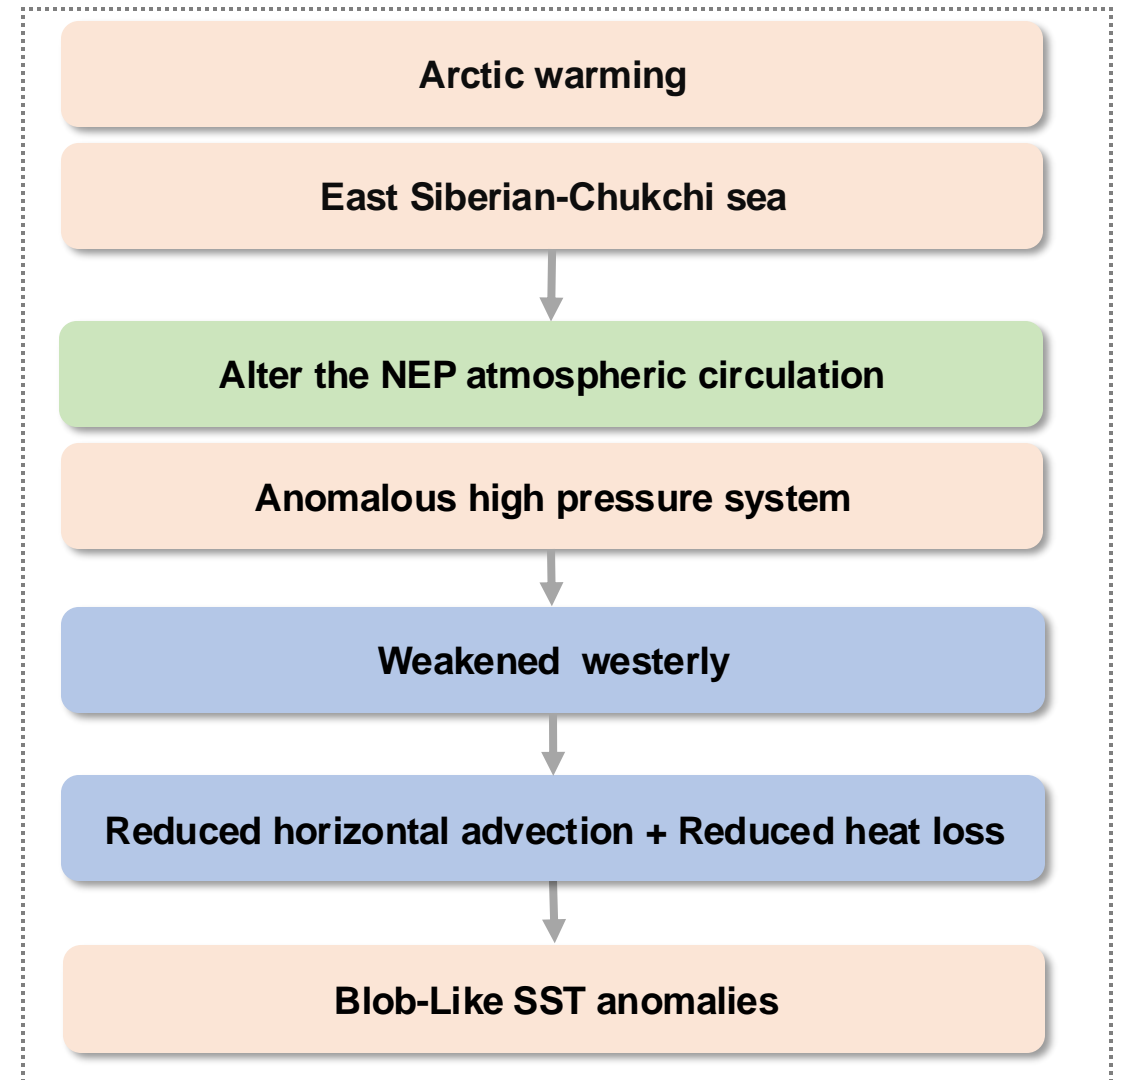 Arctic warming
East Siberian-Chukchi sea
Alter the NEP atmospheric circulation
Anomalous high pressure system
Weakened  westerly
Reduced horizontal advection + Reduced heat loss
Blob-Like SST anomalies